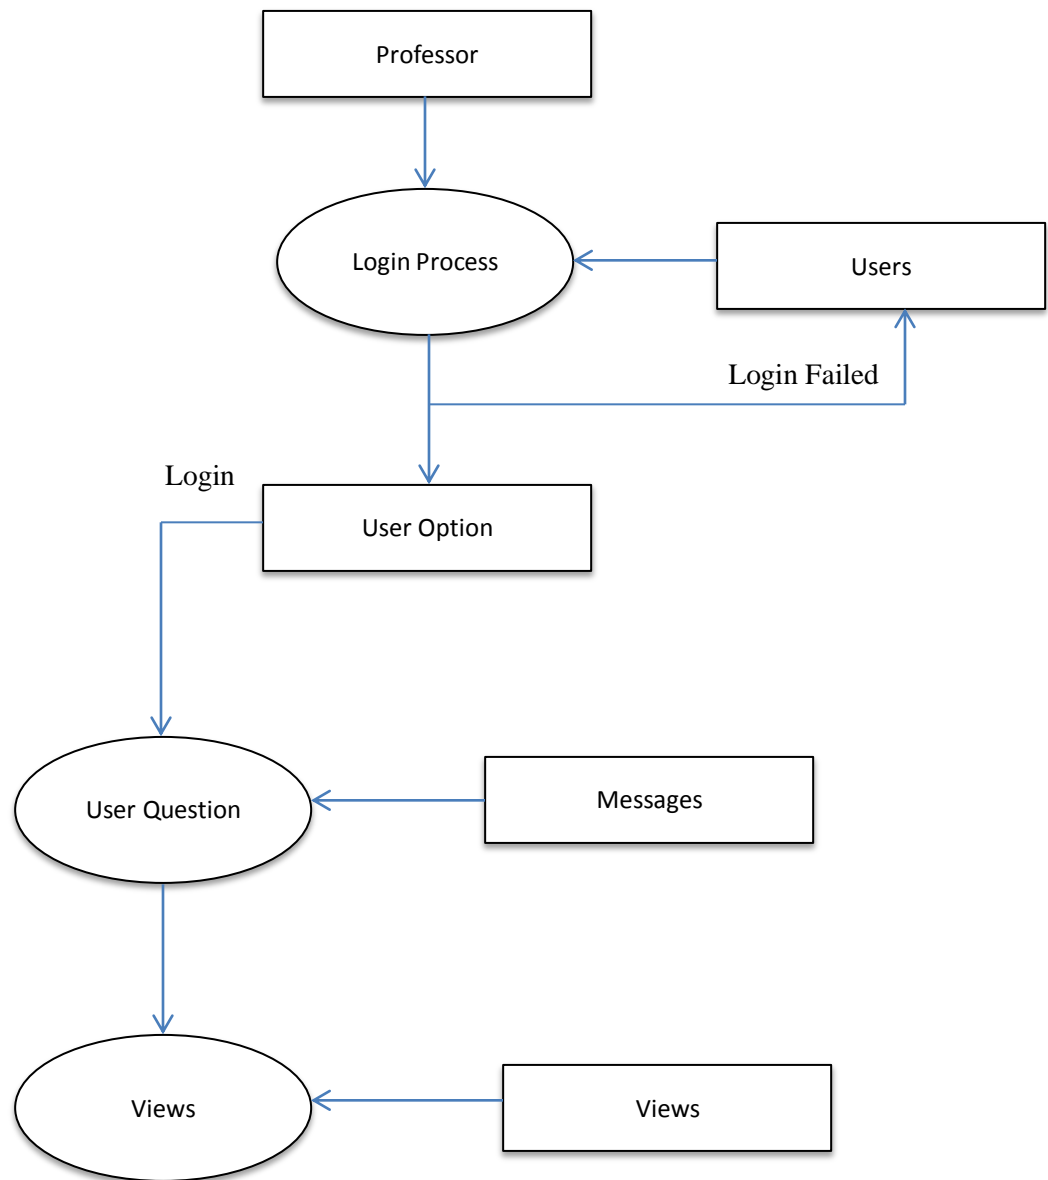 Professor
Login Process
Users
Login Failed
Login
User Option
User Question
Messages
Views
Views